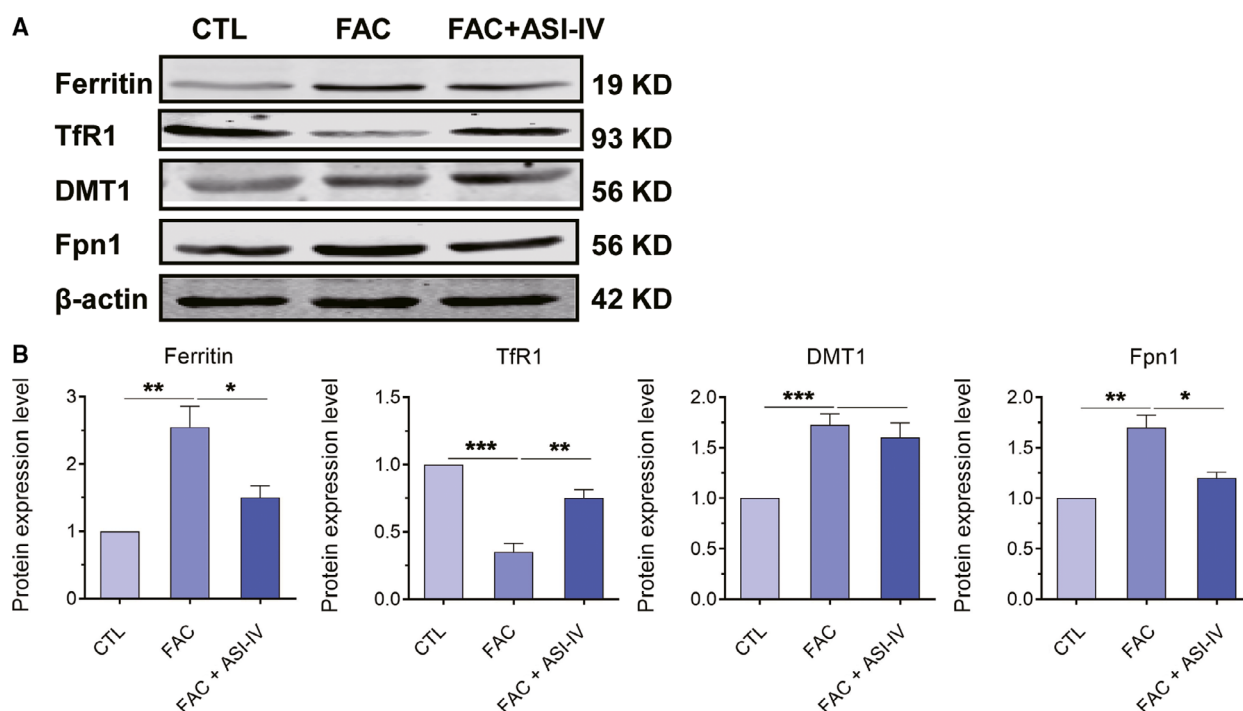 A
CTL FAC FAC+ASI-IV
Ferritin 19 KD
TfR1 93 KD
DMT1 56 KD
Fpn1 56 KD
β-actin 42 KD
B
Ferritin
Protein expression level
3
2
1
0
** *
CTL
FAC
FAC + ASI-IV
TfR1
Protein expression level
1.5
1.0
0.5
0.0
*** **
CTL
FAC
FAC + ASI-IV
DMT1
Protein expression level
2.0
1.5
1.0
0.5
0.0
***
CTL
FAC
FAC + ASI-IV
Fpn1
Protein expression level
2.0
1.5
1.0
0.5
0.0
** *
CTL
FAC
FAC + ASI-IV